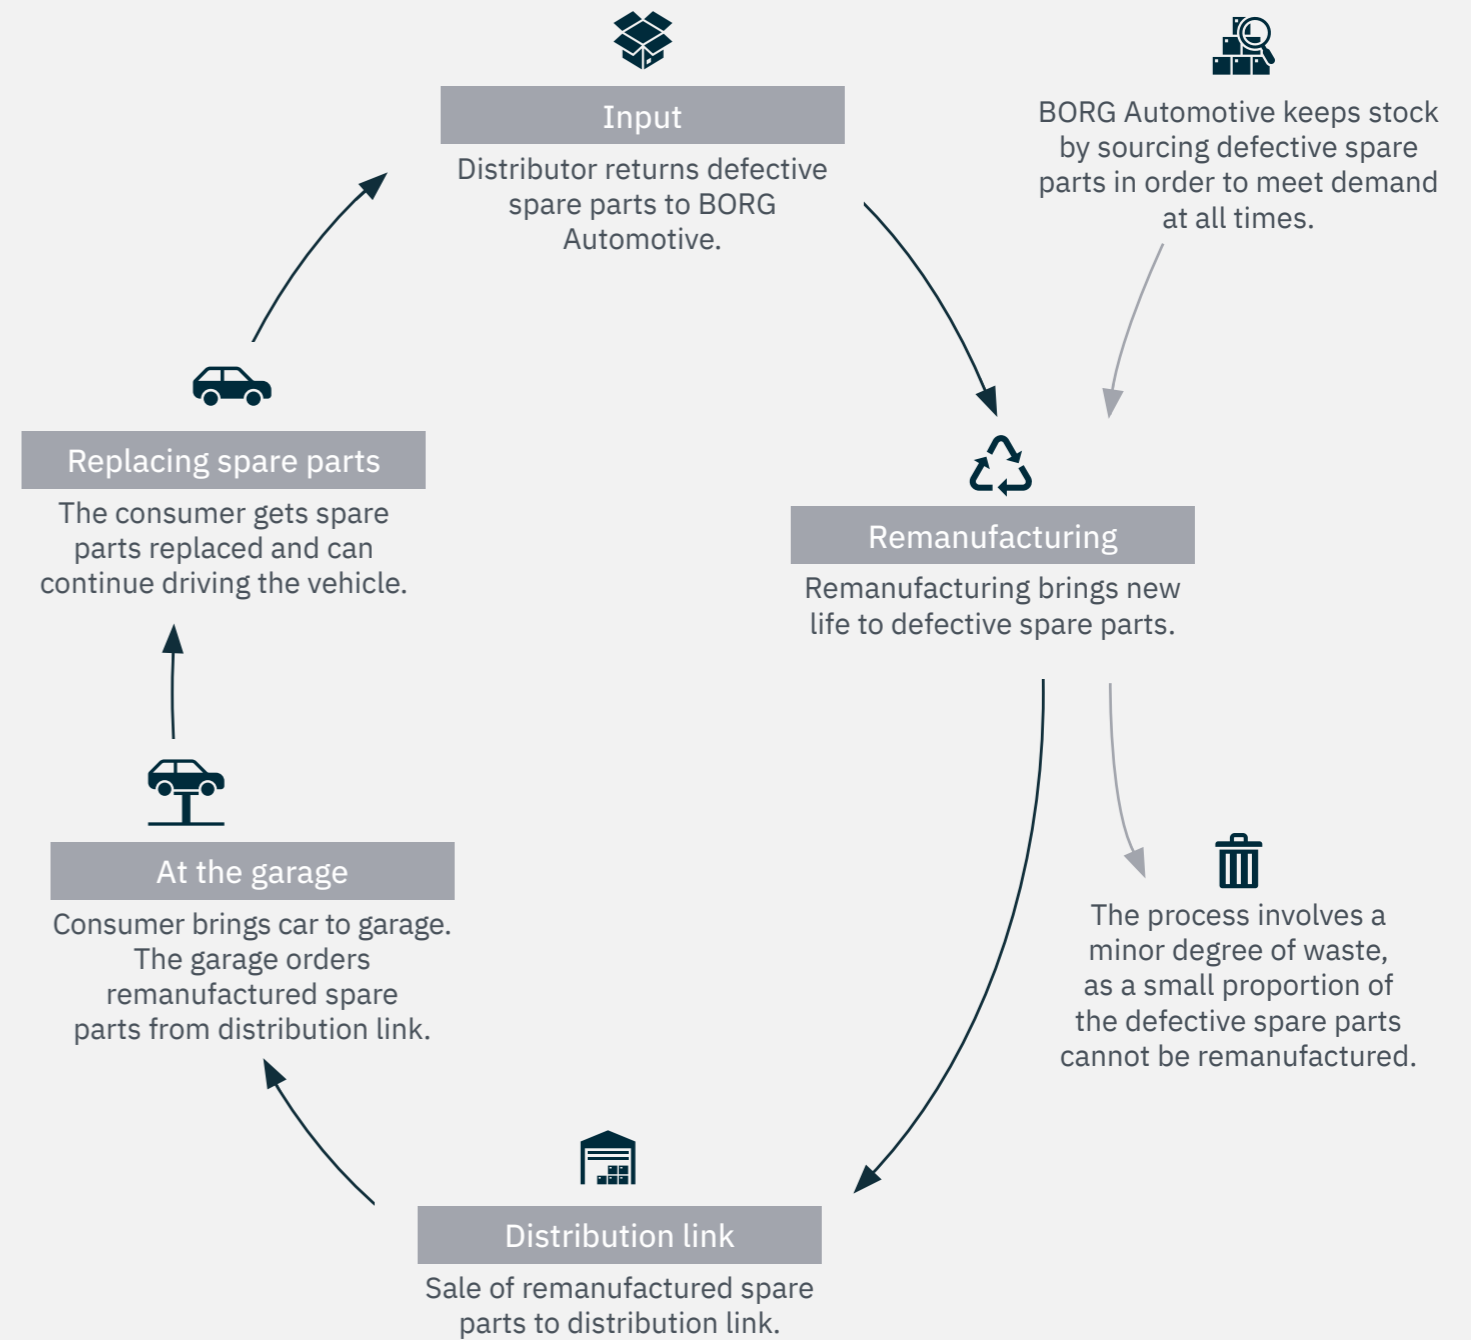 Input
Distributor returns defective
spare parts to BORG
Automotive.
BORG Automotive keeps stock
by sourcing defective spare
parts in order to meet demand
at all times.
Remanufacturing
Remanufacturing brings new
life to defective spare parts.
The process involves a
minor degree of waste,
as a small proportion of
the defective spare parts
cannot be remanufactured.
Distribution link
Sale of remanufactured spare
parts to distribution link.
At the garage
Consumer brings car to garage.
The garage orders
remanufactured spare
parts from distribution link.
Replacing spare parts
The consumer gets spare
parts replaced and can
continue driving the vehicle.